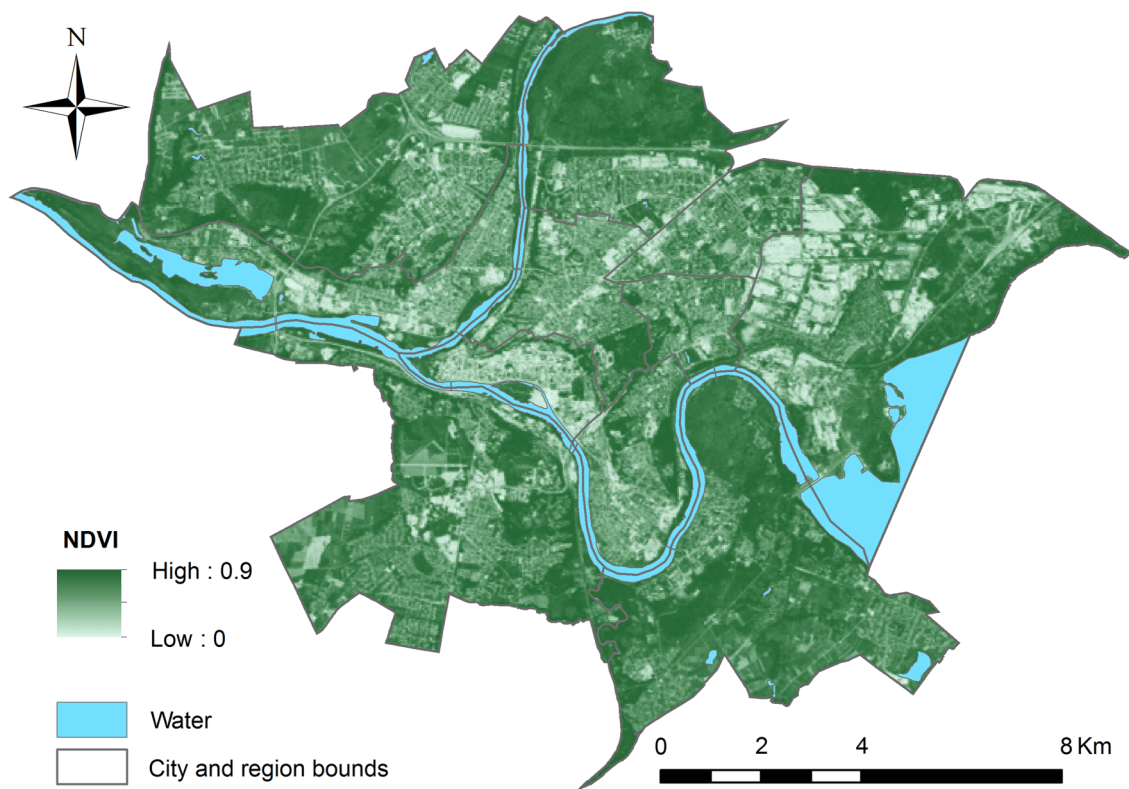 N
NDVI
High : 0.9
Low : 0
Water
City and region bounds
0 2 4 8 Km